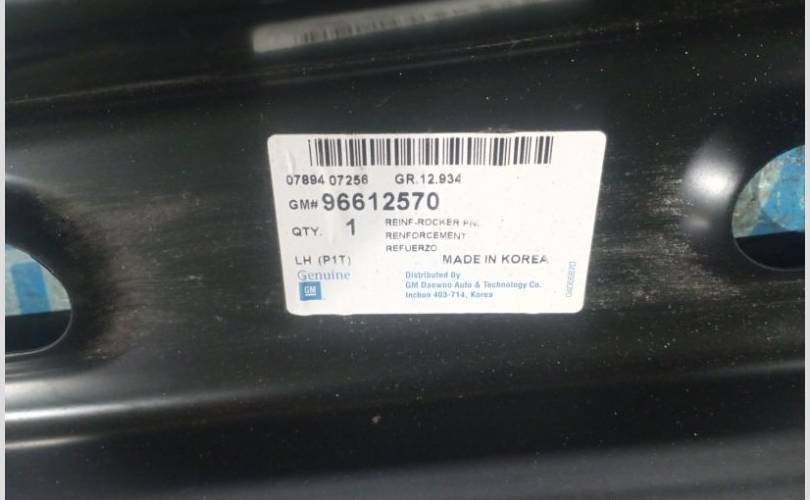 07894 07256 GR.12.934
GM# 96612570
QTY. 1 REINF-ROCKER PNL
RENFORCEMENT
REFUERZO
LH (P1T) MADE IN KOREA
Genuine
GM
Distributed By
GM Daewoo Auto & Technology Co.
Inchon 403-714, Korea